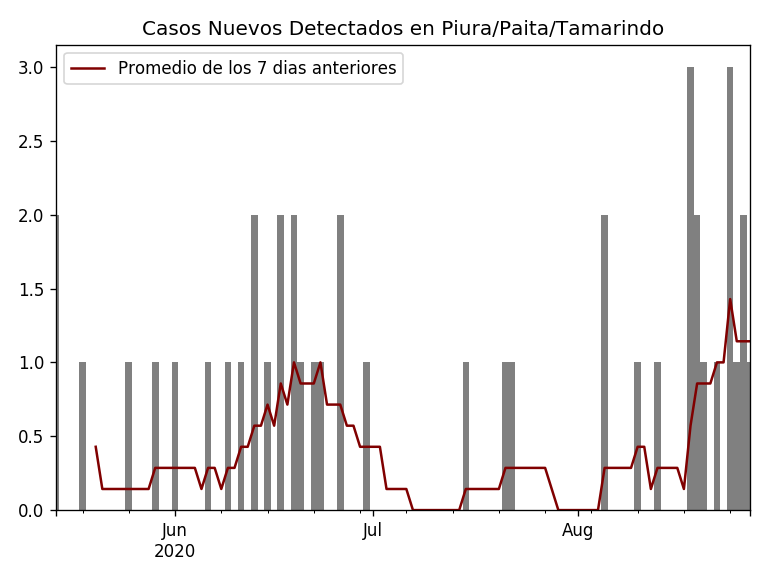 Casos Nuevos Detectados en Piura/Paita/Tamarindo
Promedio de los 7 dias anteriores
3.0
2.5
2.0
1.5
1.0
0.5
0.0
Jun
2020
Jul
Aug